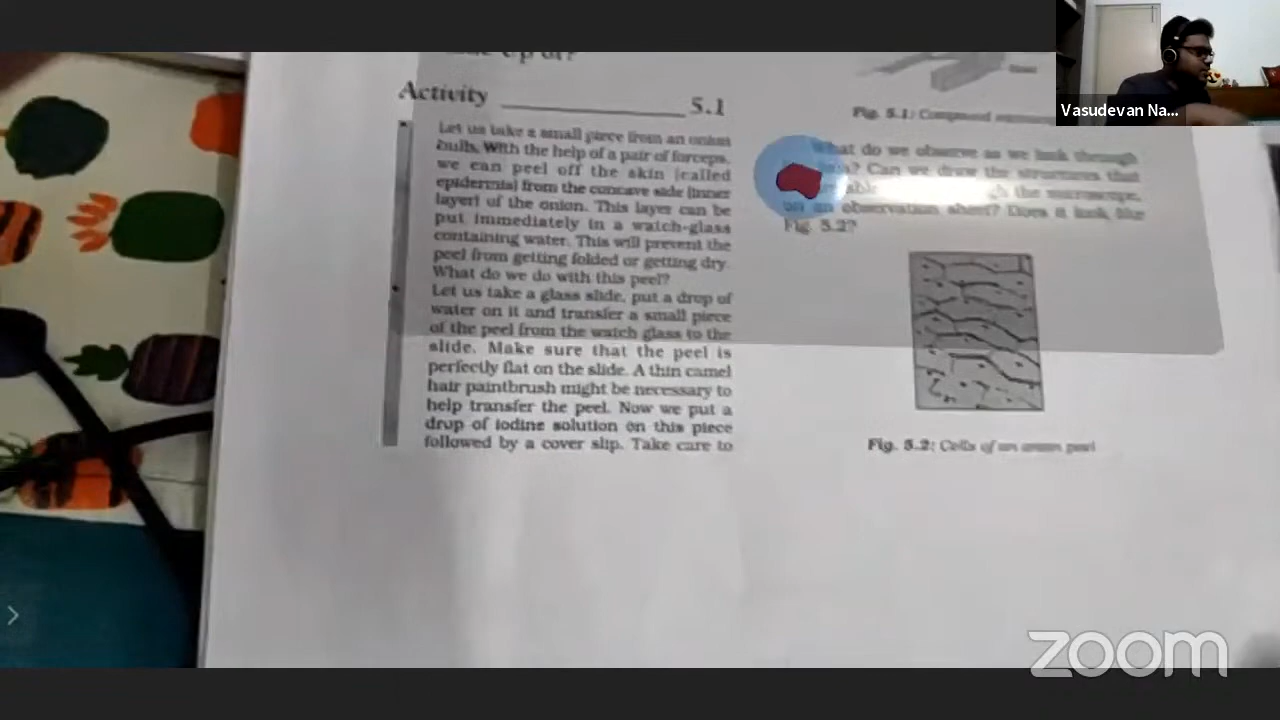 Activity 5.1
Let us take a small piece from an onion
bulb. With the help of a pair of forceps,
we can peel off the skin (called
epidermis) from the concave side (inner
layer) of the onion. This layer can be
put immediately in a watch-glass
containing water. This will prevent the
peel from getting folded or getting dry.
What do we do with this peel?
Let us take a glass slide, put a drop of
water on it and transfer a small piece
of the peel from the watch glass to the
slide. Make sure that the peel is
perfectly flat on the slide. A thin camel
hair paintbrush might be necessary to
help transfer the peel. Now we put a
drop of iodine solution on this piece
followed by a cover slip. Take care to
Fig. 5.1: Compound
What do we observe as we look through
Can we draw the structures that
the microscope,
on an observation sheet? Does it look like
Fig. 5.2?
Fig. 5.2: Cells of an onion peel
Vasudevan Na...
zoom